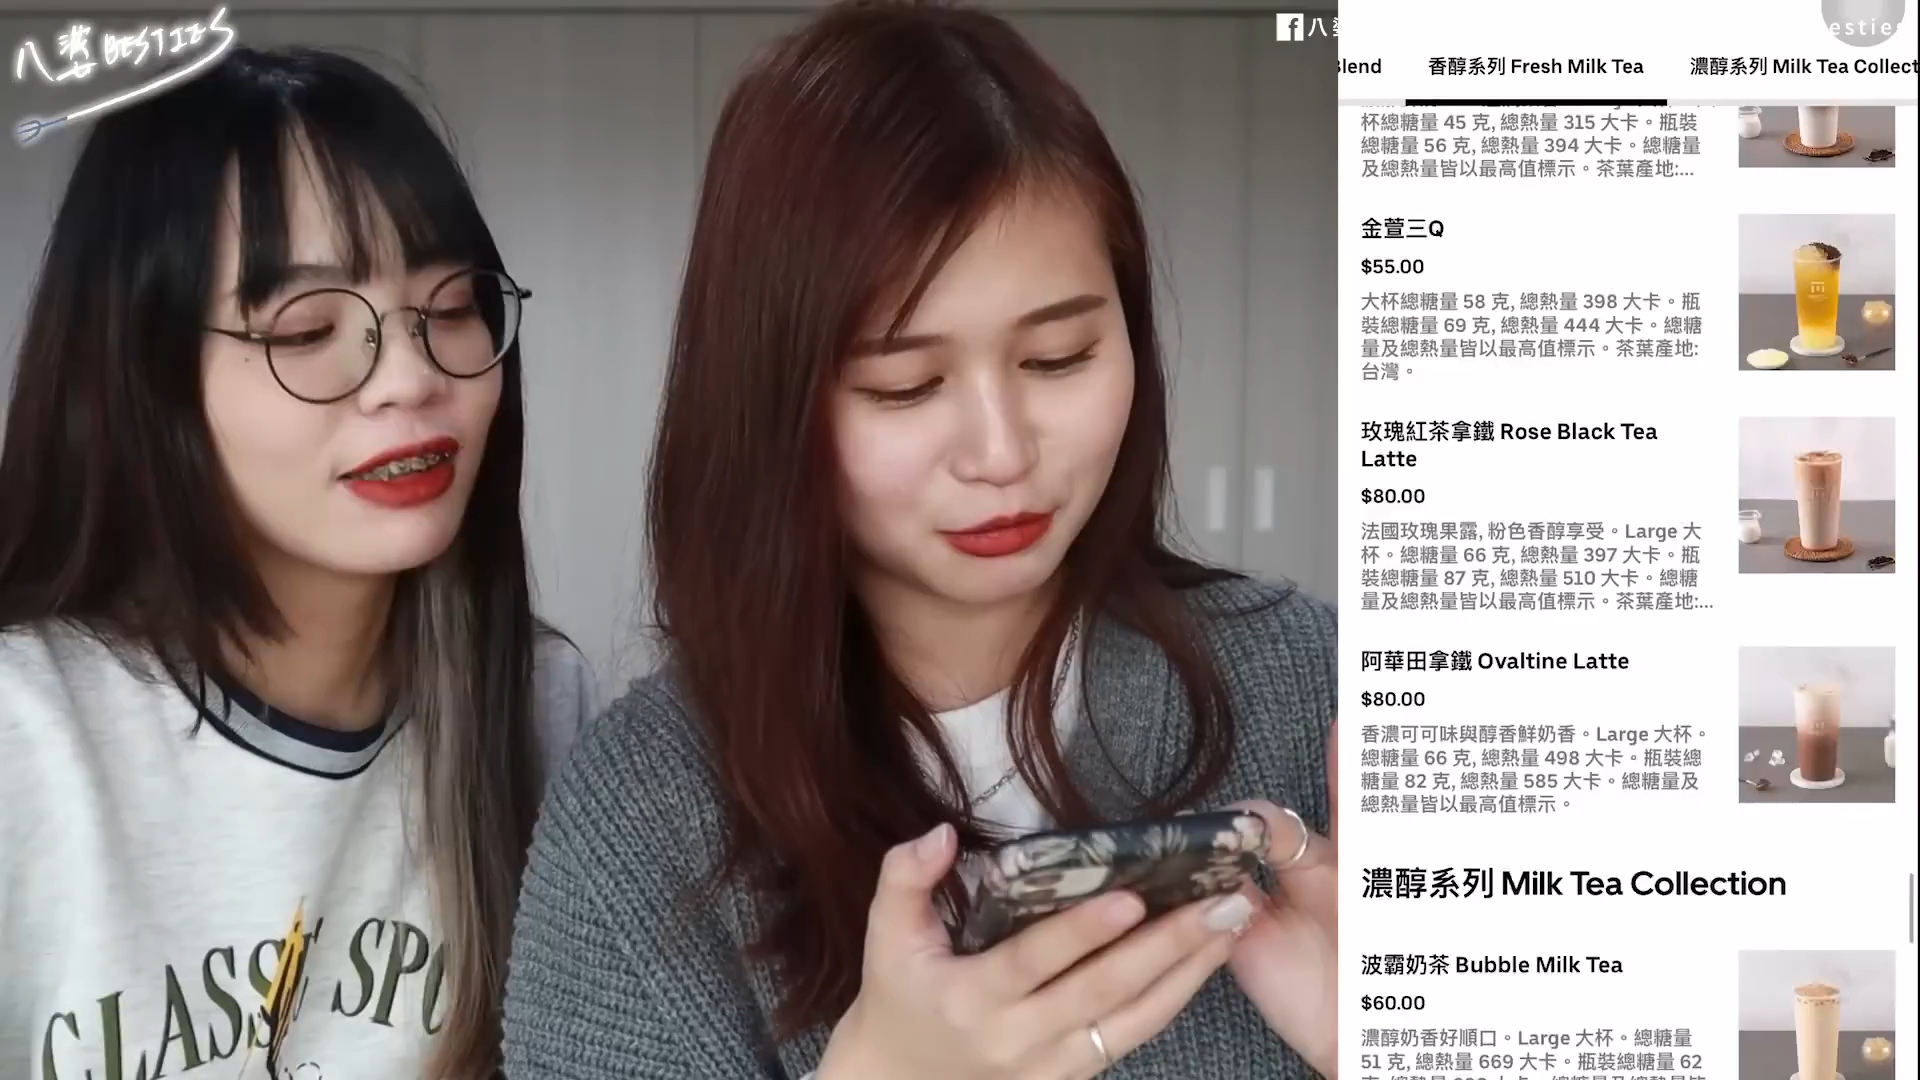 八婆 BESTIES
八婆
esties
Blend
香醇系列 Fresh Milk Tea
濃醇系列 Milk Tea Collect
杯總糖量 45 克, 總熱量 315 大卡。瓶裝
總糖量 56 克, 總熱量 394 大卡。總糖量
及總熱量皆以最高值標示。茶葉產地:...
金萱三Q
$55.00
大杯總糖量 58 克, 總熱量 398 大卡。瓶
裝總糖量 69 克, 總熱量 444 大卡。總糖
量及總熱量皆以最高值標示。茶葉產地:
台灣。
玫瑰紅茶拿鐵 Rose Black Tea
Latte
$80.00
法國玫瑰果露, 粉色香醇享受。Large 大
杯。總糖量 66 克, 總熱量 397 大卡。瓶
裝總糖量 87 克, 總熱量 510 大卡。總糖
量及總熱量皆以最高值標示。茶葉產地:...
阿華田拿鐵 Ovaltine Latte
$80.00
香濃可可味與醇香鮮奶香。Large 大杯。
總糖量 66 克, 總熱量 498 大卡。瓶裝總
糖量 82 克, 總熱量 585 大卡。總糖量及
總熱量皆以最高值標示。
濃醇系列 Milk Tea Collection
波霸奶茶 Bubble Milk Tea
$60.00
濃醇奶香好順口。Large 大杯。總糖量
51 克, 總熱量 669 大卡。瓶裝總糖量 62
CLASSY SPO